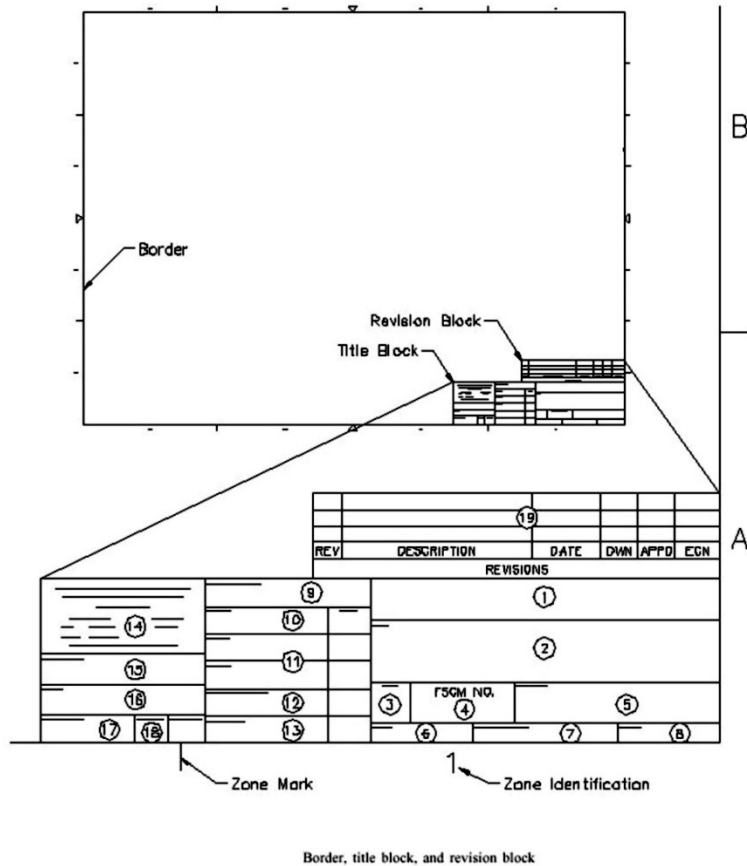 B
Border
Revision Block
Title Block
19
A
REV DESCRIPTION DATE DWN APPD ECN
REVISIONS
9 1
10
14
11 2
15
16 12 3 FSCM NO. 4 5
17 18 13 6 7 8
Zone Mark 1 Zone Identification
Border, title block, and revision block